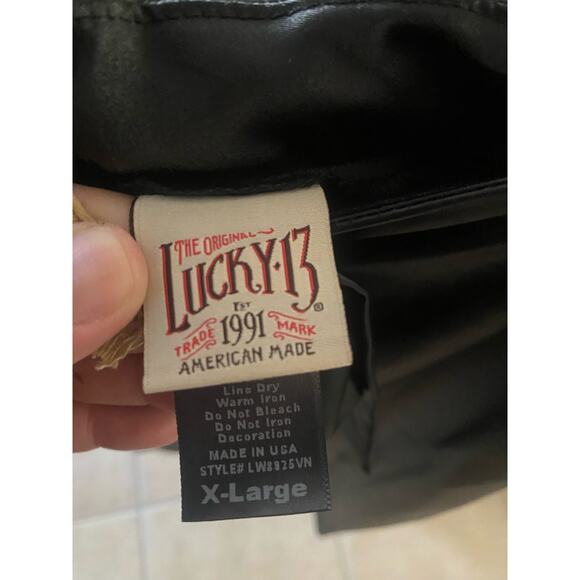 THE ORIGINAL
LUCKY·13
EST
1991
TRADE MARK
®
AMERICAN MADE
Line Dry
Warm Iron
Do Not Bleach
Do Not Iron
Decoration
MADE IN USA
STYLE# LW8825VN
X-Large